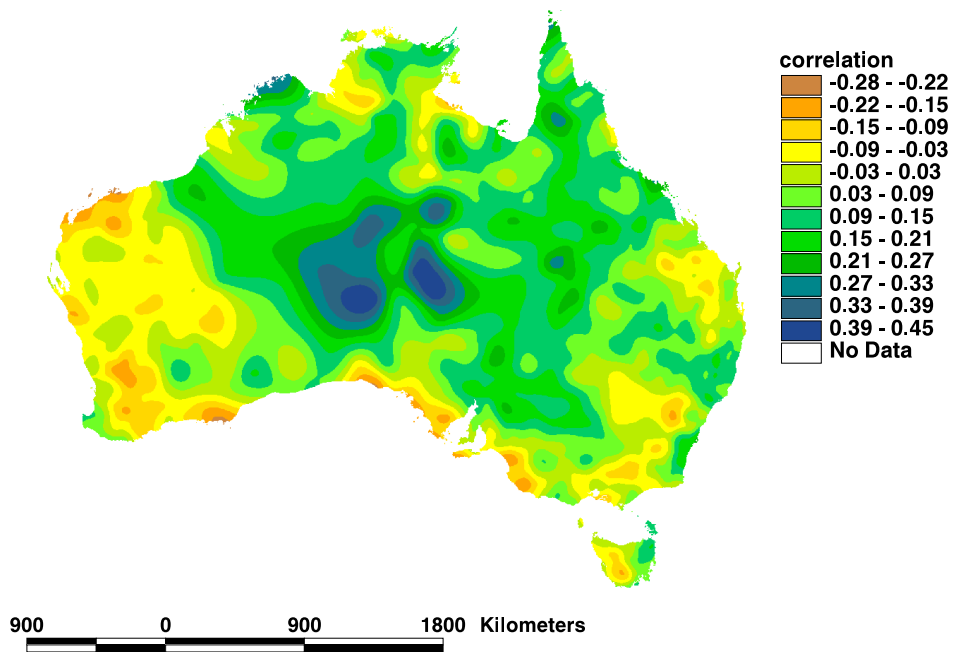 correlation
-0.28 - -0.22
-0.22 - -0.15
-0.15 - -0.09
-0.09 - -0.03
-0.03 - 0.03
0.03 - 0.09
0.09 - 0.15
0.15 - 0.21
0.21 - 0.27
0.27 - 0.33
0.33 - 0.39
0.39 - 0.45
No Data
900 0 900 1800 Kilometers